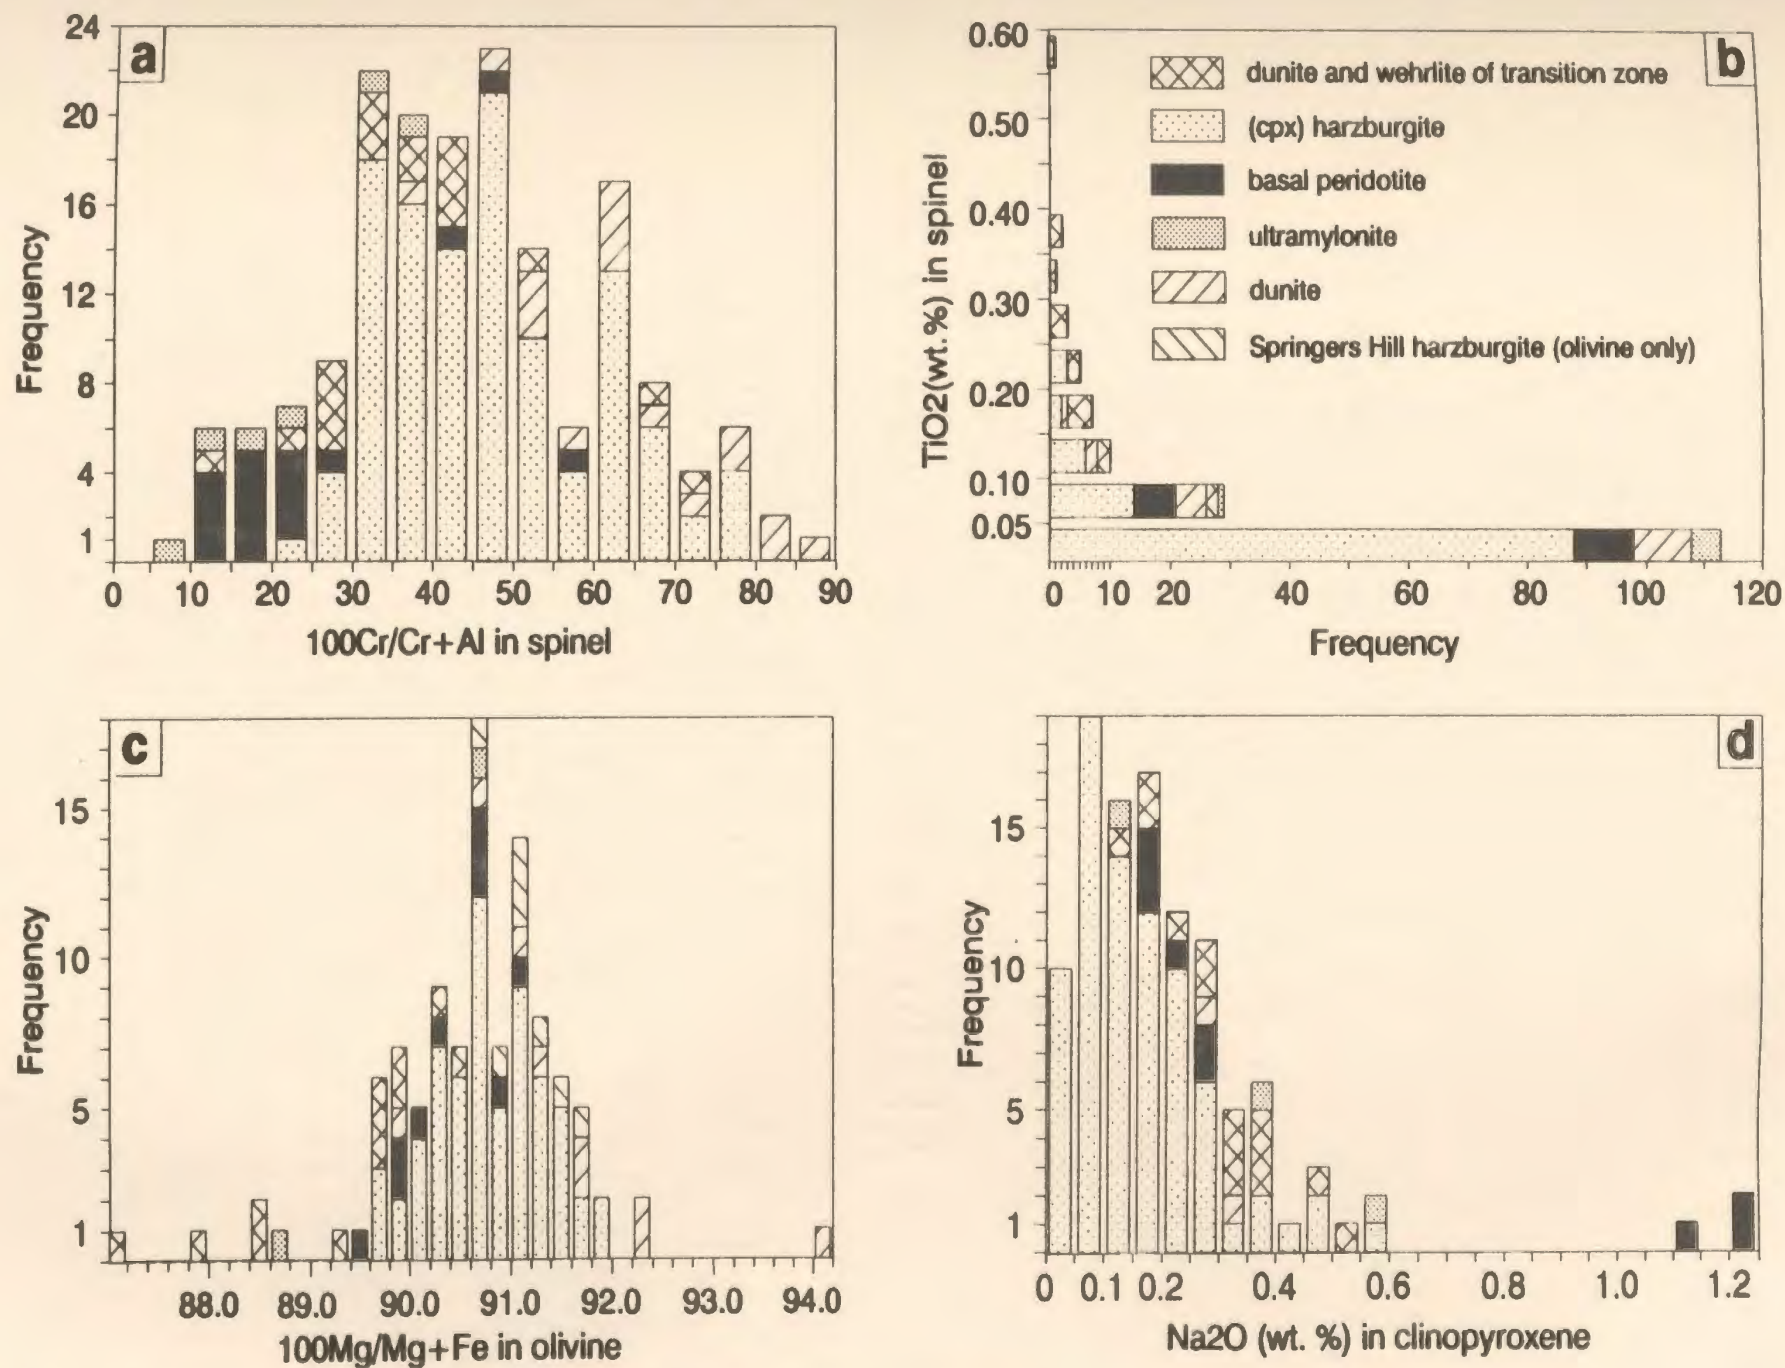 a
24
20
16
12
8
4
1
Frequency
0 10 20 30 40 50 60 70 80 90
100Cr/Cr+Al in spinel
b
0.60
0.50
0.40
0.30
0.20
0.10
0.05
TiO2(wt. %) in spinel
dunite and wehrlite of transition zone
(cpx) harzburgite
basal peridotite
ultramylonite
dunite
Springers Hill harzburgite (olivine only)
0 10 20 40 60 80 100 120
Frequency
c
15
10
5
1
Frequency
88.0 89.0 90.0 91.0 92.0 93.0 94.0
100Mg/Mg+Fe in olivine
d
15
10
5
1
Frequency
0 0.1 0.2 0.4 0.6 0.8 1.0 1.2
Na2O (wt. %) in clinopyroxene